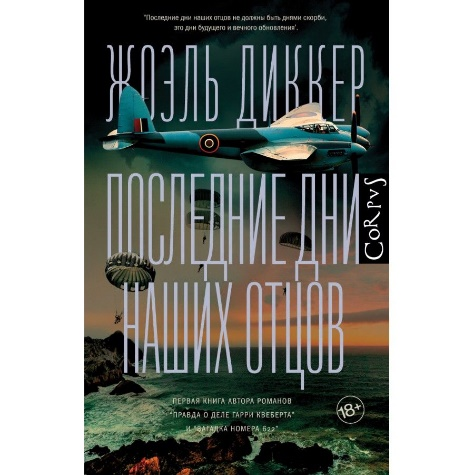 "Последние дни наших отцов не должны быть днями скорби,
это дни будущего и вечного обновления".
ЖОЭЛЬ ДИККЕР
ПОСЛЕДНИЕ ДНИ
НАШИХ ОТЦОВ
CORPVS
ПЕРВАЯ КНИГА АВТОРА РОМАНОВ
"ПРАВДА О ДЕЛЕ ГАРРИ КВЕБЕРТА"
И "ЗАГАДКА НОМЕРА 622"
18+